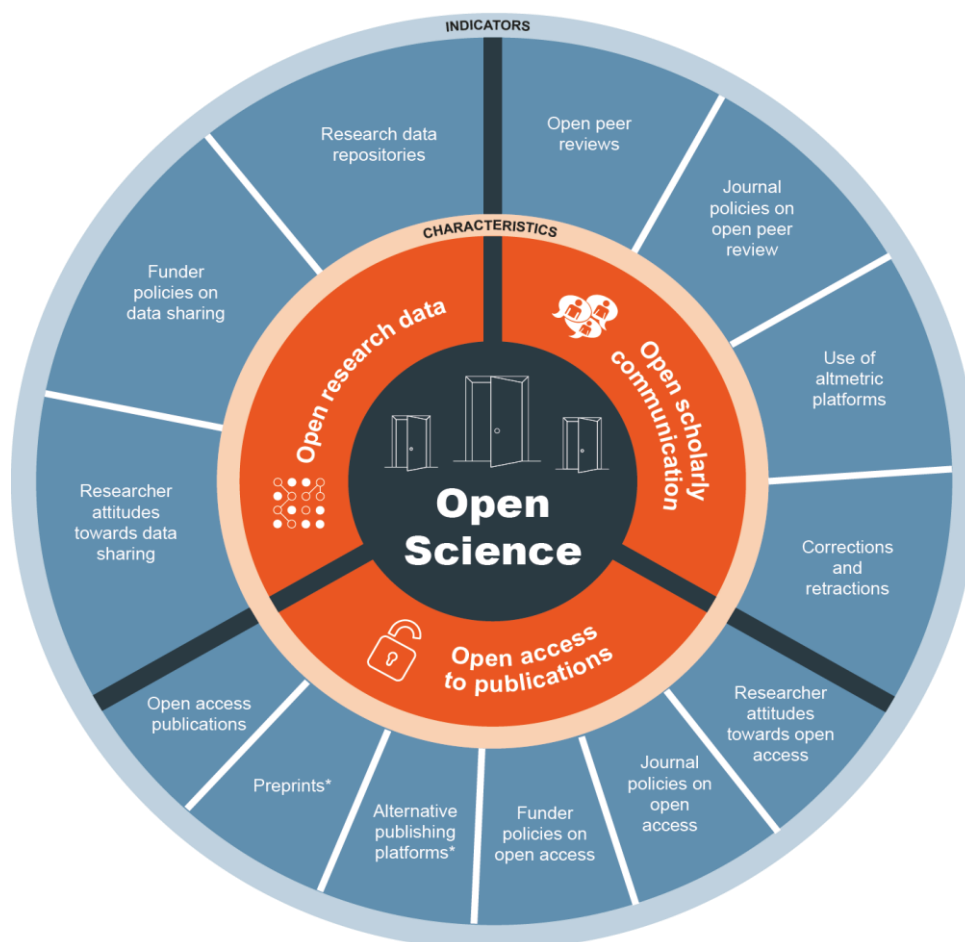 INDICATORS
Research data
repositories
Open peer
reviews
Journal
policies on
open peer
review
Funder
policies on
data sharing
CHARACTERISTICS
Open research data
Open scholarly
communication
Use of
altmetric
platforms
Researcher
attitudes
towards data
sharing
Open
Science
Corrections
and
retractions
Open access
to publications
Open access
publications
Preprints*
Alternative
publishing
platforms*
Funder
policies on
open access
Journal
policies on
open
access
Researcher
attitudes
towards open
access